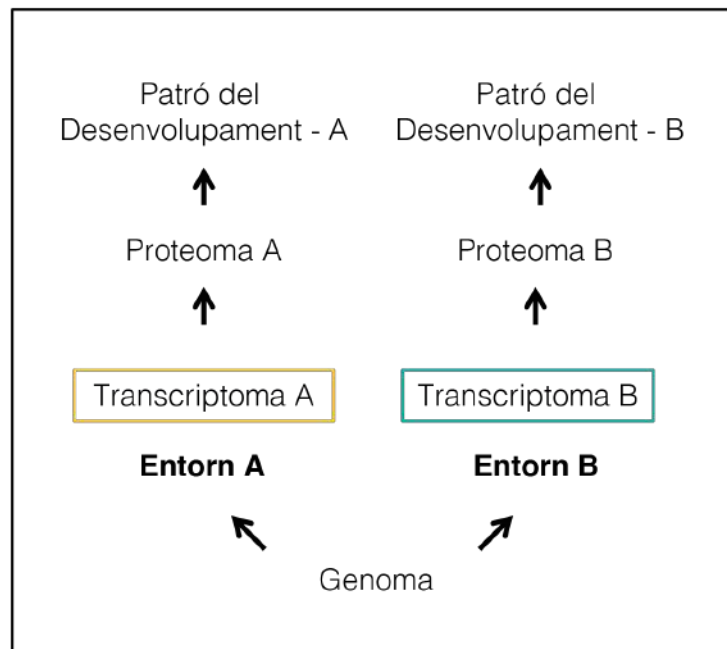 Patró del
Desenvolupament - A
Patró del
Desenvolupament - B
Proteoma A
Proteoma B
Transcriptoma A
Transcriptoma B
Entorn A
Entorn B
Genoma